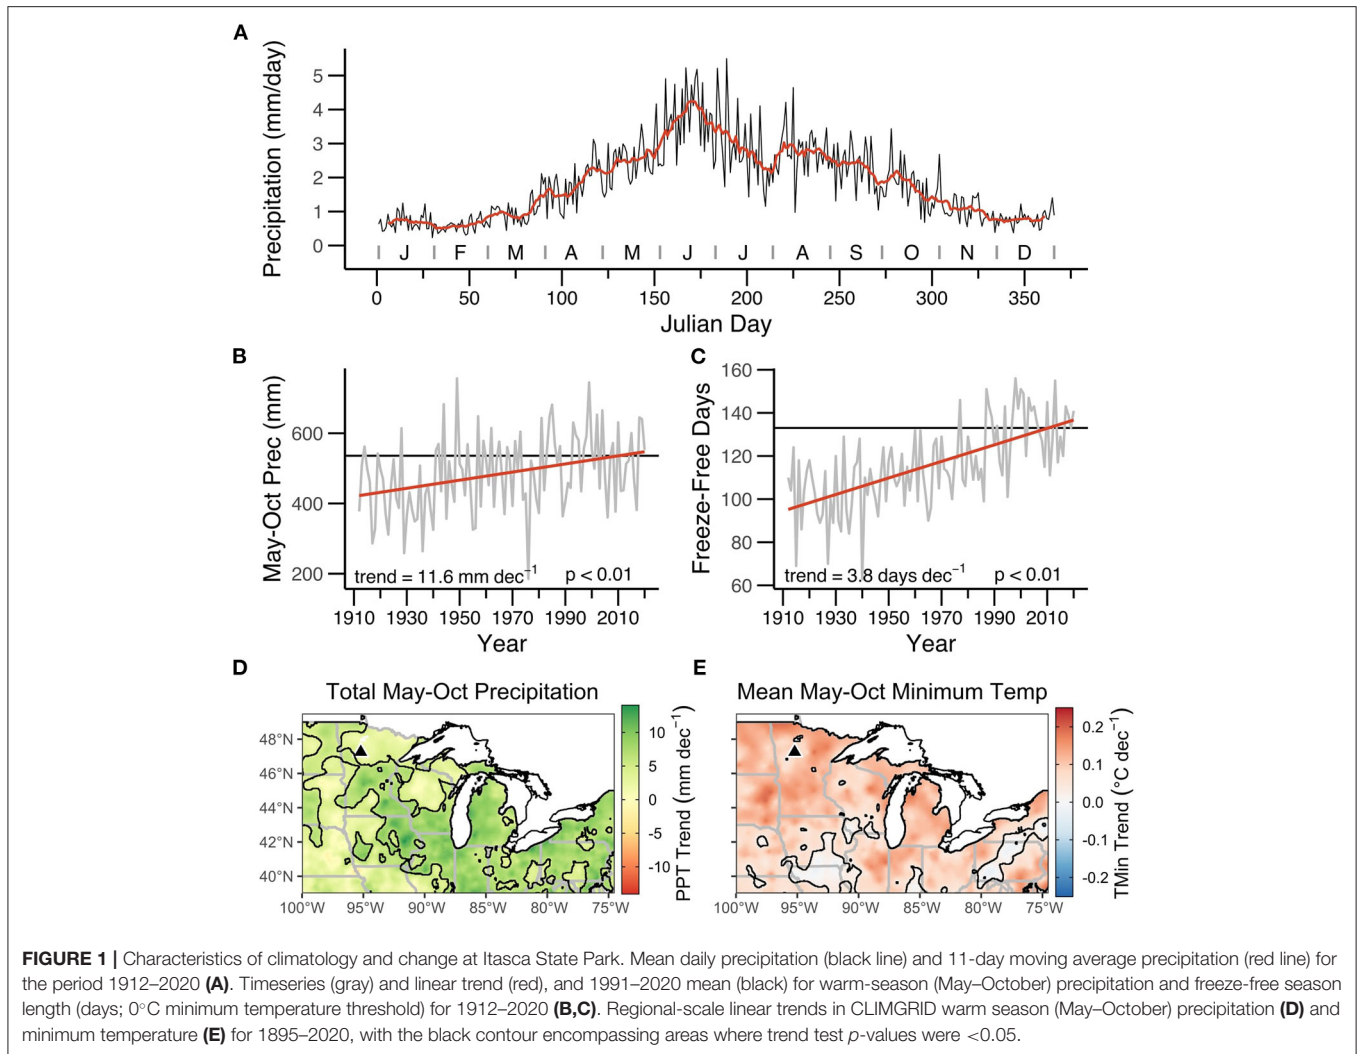 A
Precipitation (mm/day)
5
4
3
2
1
0
J F M A M J J A S O N D
0 50 100 150 200 250 300 350
Julian Day
B
May-Oct Prec (mm)
600
400
200
trend = 11.6 mm dec⁻¹ p < 0.01
1910 1930 1950 1970 1990 2010
Year
C
Freeze-Free Days
160
140
120
100
80
60
trend = 3.8 days dec⁻¹ p < 0.01
1910 1930 1950 1970 1990 2010
Year
D
Total May-Oct Precipitation
48°N
46°N
44°N
42°N
40°N
100°W 95°W 90°W 85°W 80°W 75°W
10
5
0
-5
-10
PPT Trend (mm dec⁻¹)
E
Mean May-Oct Minimum Temp
100°W 95°W 90°W 85°W 80°W 75°W
0.2
0.1
0.0
-0.1
-0.2
TMin Trend (°C dec⁻¹)
FIGURE 1 | Characteristics of climatology and change at Itasca State Park. Mean daily precipitation (black line) and 11-day moving average precipitation (red line) for
the period 1912–2020 (A). Timeseries (gray) and linear trend (red), and 1991–2020 mean (black) for warm-season (May–October) precipitation and freeze-free season
length (days; 0°C minimum temperature threshold) for 1912–2020 (B,C). Regional-scale linear trends in CLIMGRID warm season (May–October) precipitation (D) and
minimum temperature (E) for 1895–2020, with the black contour encompassing areas where trend test p-values were <0.05.